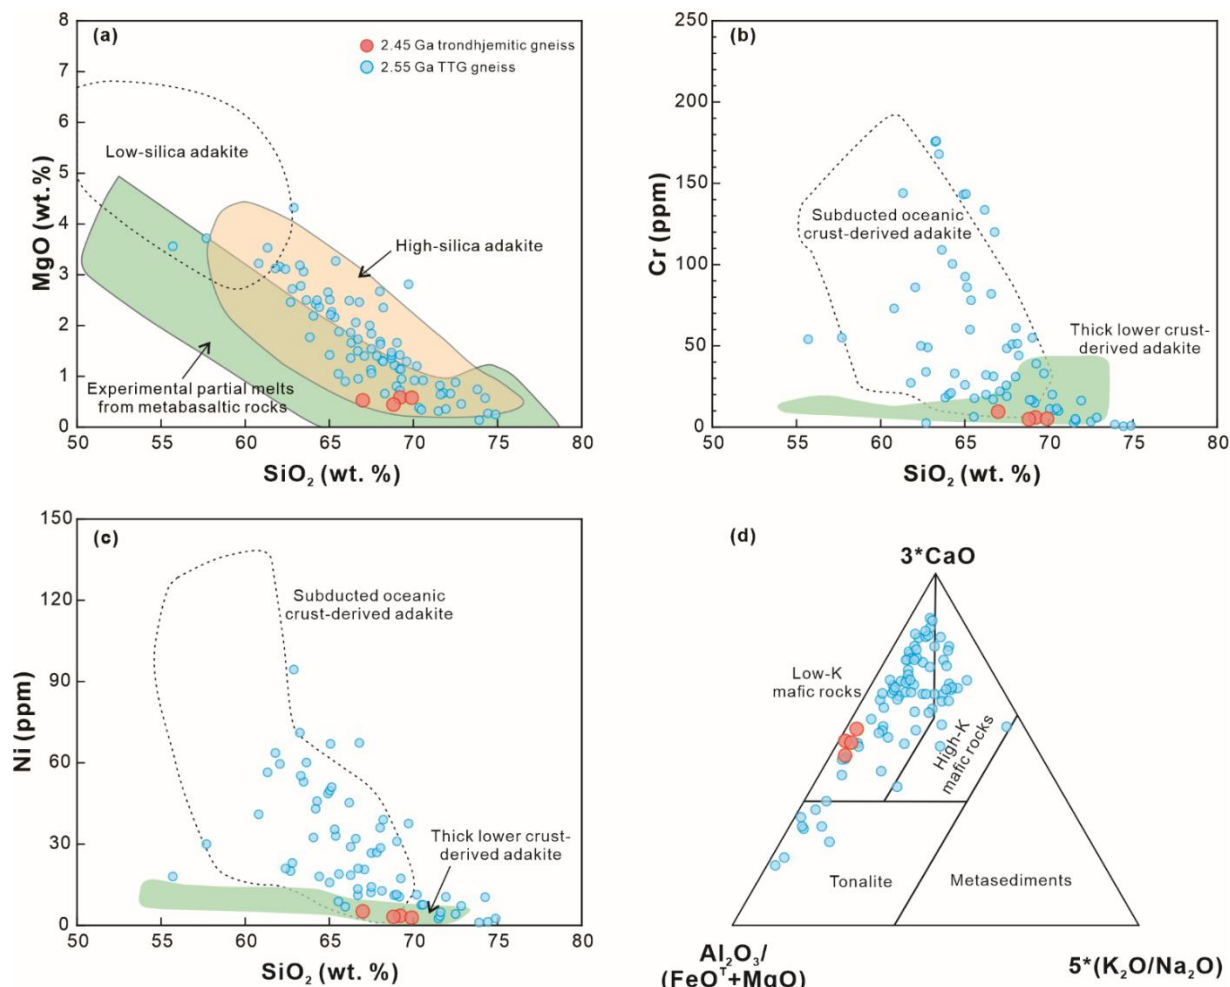 (a)
2.45 Ga trondhjemitic gneiss
2.55 Ga TTG gneiss
Low-silica adakite
High-silica adakite
Experimental partial melts
from metabasaltic rocks
MgO (wt.%)
8
7
6
5
4
3
2
1
0
50
55
60
65
70
75
80
SiO₂ (wt. %)
(b)
Subducted oceanic
crust-derived adakite
Thick lower crust-
derived adakite
Cr (ppm)
250
200
150
100
50
0
50
55
60
65
70
75
80
SiO₂ (wt. %)
(c)
Subducted oceanic
crust-derived adakite
Thick lower crust-
derived adakite
Ni (ppm)
150
120
90
60
30
0
50
55
60
65
70
75
80
SiO₂ (wt. %)
(d)
3*CaO
Low-K
mafic rocks
High-K
mafic rocks
Tonalite
Metasediments
Al₂O₃/
(FeOᵀ+MgO)
5*(K₂O/Na₂O)